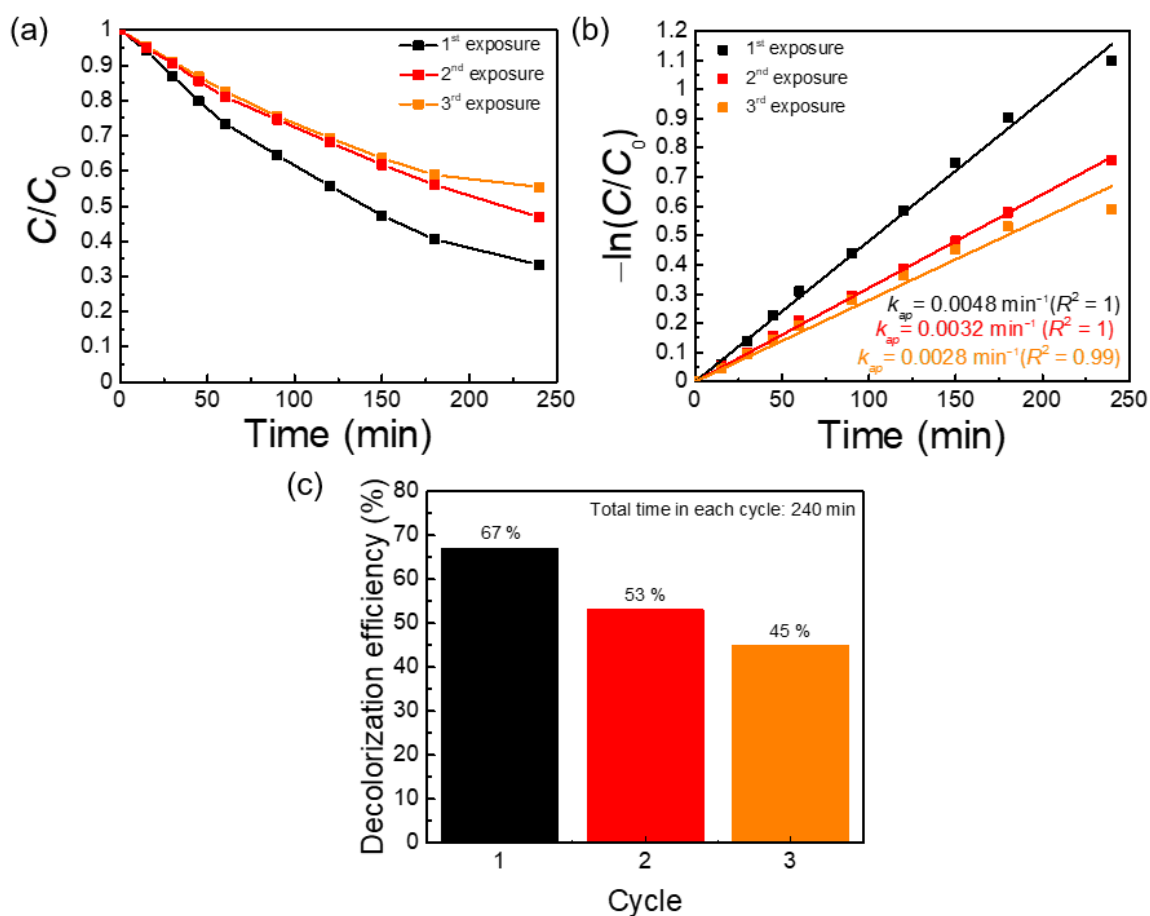 (a)
1
0.9
0.8
0.7
0.6
0.5
0.4
0.3
0.2
0.1
0
C/C₀
1ˢᵗ exposure
2ⁿᵈ exposure
3ʳᵈ exposure
0 50 100 150 200 250
Time (min)
(b)
1.2
1.1
1.0
0.9
0.8
0.7
0.6
0.5
0.4
0.3
0.2
0.1
0
−ln(C/C₀)
1ˢᵗ exposure
2ⁿᵈ exposure
3ʳᵈ exposure
kₐₚ = 0.0048 min⁻¹ (R² = 1)
kₐₚ = 0.0032 min⁻¹ (R² = 1)
kₐₚ = 0.0028 min⁻¹(R² = 0.99)
0 50 100 150 200 250
Time (min)
(c)
80
70
60
50
40
30
20
10
0
Decolorization efficiency (%)
Total time in each cycle: 240 min
67 %
53 %
45 %
1 2 3
Cycle